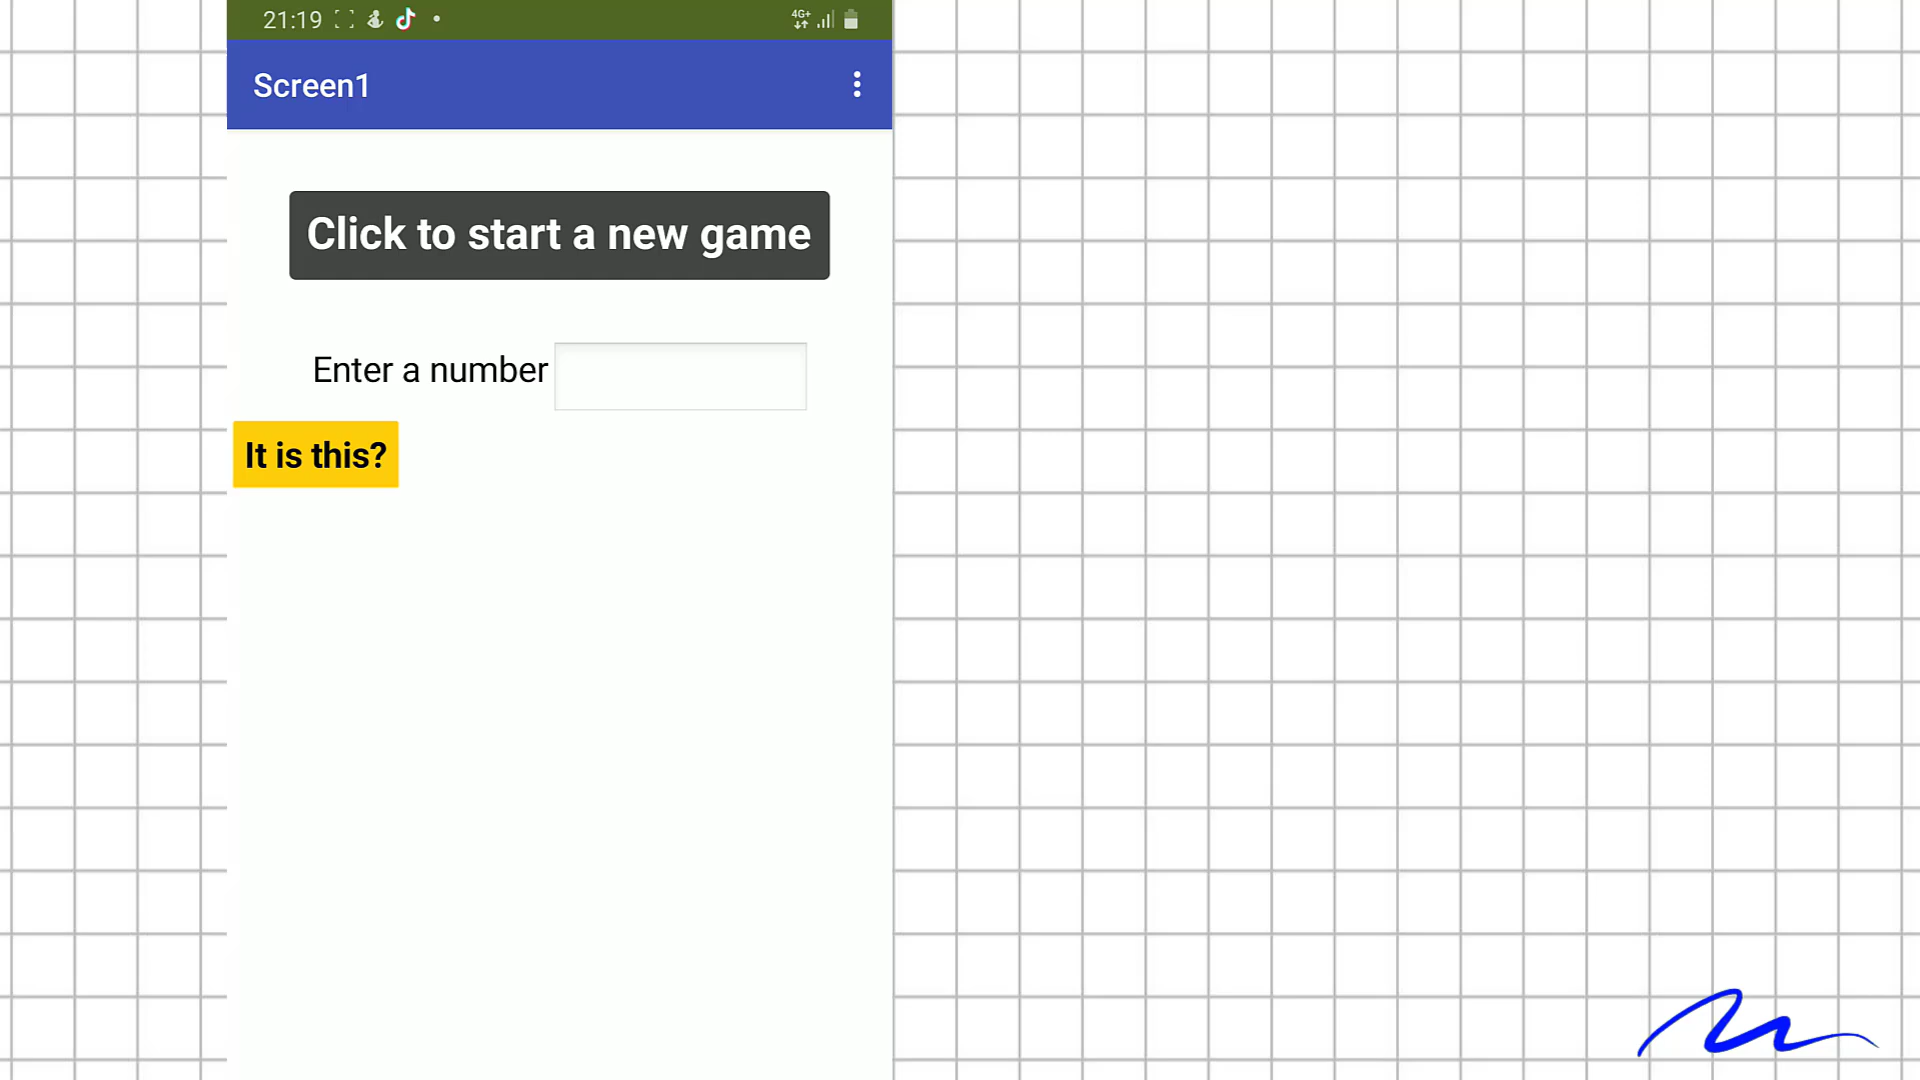 21:19
4G+
Screen1
Click to start a new game
Enter a number
It is this?